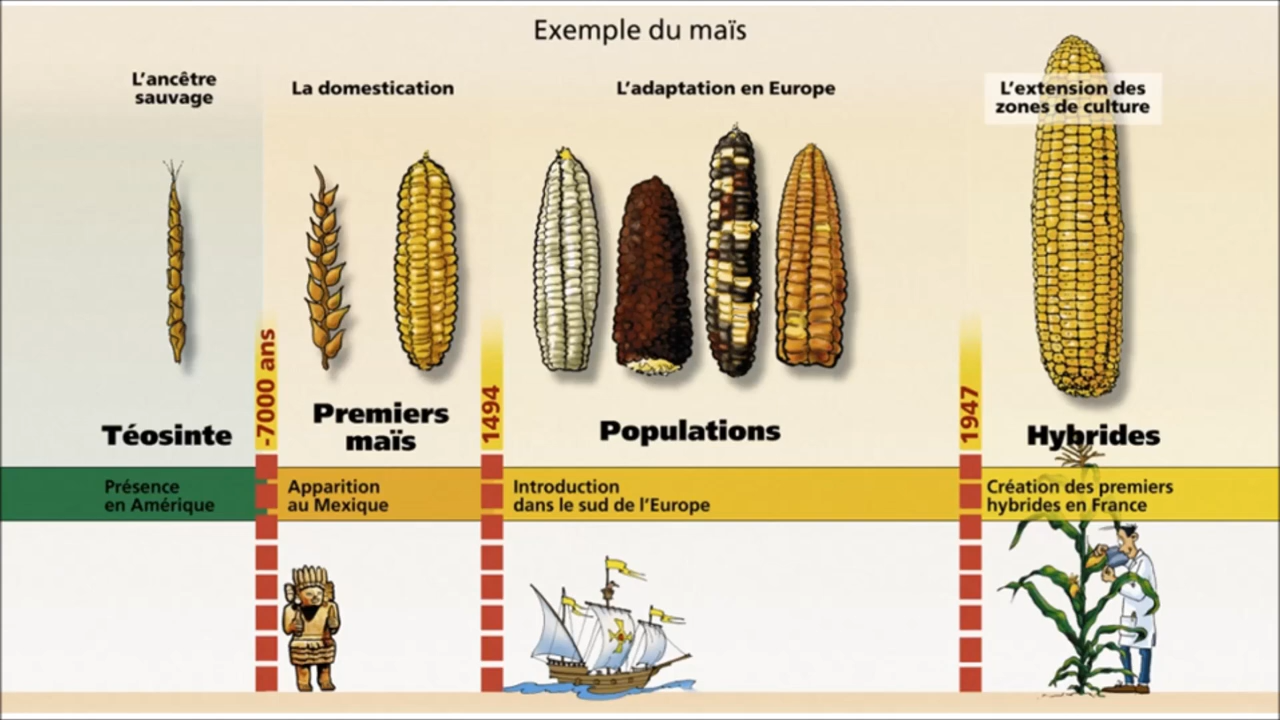 Exemple du maïs
L'ancêtre
sauvage
La domestication
L'adaptation en Europe
L'extension des
zones de culture
-7000 ans
1494
1947
Téosinte
Premiers
maïs
Populations
Hybrides
Présence
en Amérique
Apparition
au Mexique
Introduction
dans le sud de l'Europe
Création des premiers
hybrides en France